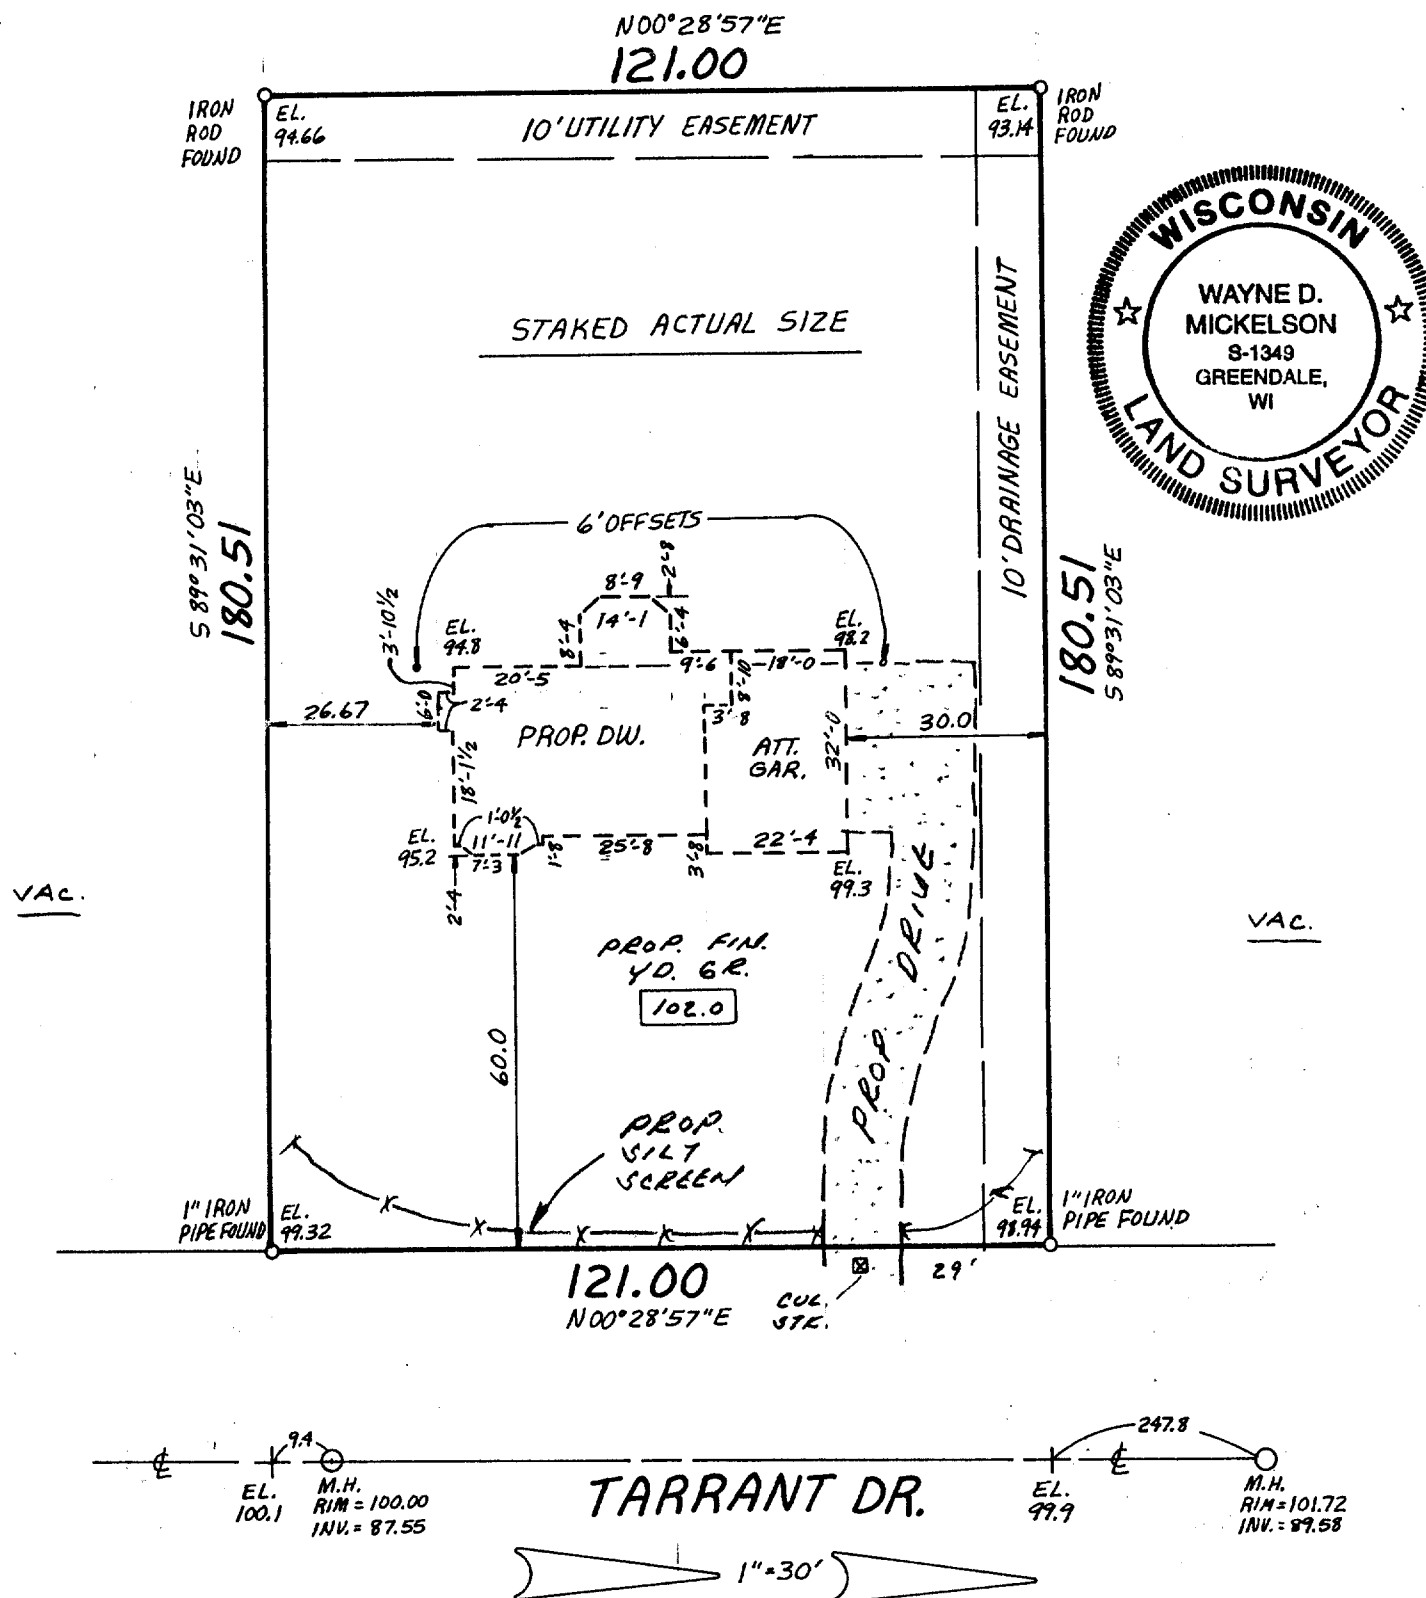 N00°28'57"E
121.00
IRON
ROD
FOUND
EL.
94.66
10' UTILITY EASEMENT
EL.
93.14
IRON
ROD
FOUND
WISCONSIN
WAYNE D.
MICKELSON
S-1349
GREENDALE,
WI
LAND SURVEYOR
STAKED ACTUAL SIZE
10' DRAINAGE EASEMENT
S 89°31'03"E
180.51
180.51
S 89°31'03"E
6' OFFSETS
8'-9
2'-8
3'-10½
EL.
94.8
8'-4
14'-1
6'-4
EL.
98.2
20'-5
9'-6
8'-10
18'-0
26.67
6'-0
2'-4
3'-8
30.0
PROP. DW.
ATT.
GAR.
32'-0
18'-1½
1'-0½
EL.
95.2
11'-11
7'-3
1'-8
25'-8
3'-8
22'-4
EL.
99.3
2'-4
VAC.
VAC.
PROP. FIN.
YD. GR.
102.0
PROP DRIVE
60.0
PROP.
SILT
SCREEN
1" IRON
PIPE FOUND
EL.
99.32
EL.
98.94
1" IRON
PIPE FOUND
121.00
N00°28'57"E
CUL.
STK.
29'
9.4
247.8
EL.
100.1
M.H.
RIM = 100.00
INV. = 87.55
TARRANT DR.
EL.
99.9
M.H.
RIM = 101.72
INV. = 89.58
1" = 30'